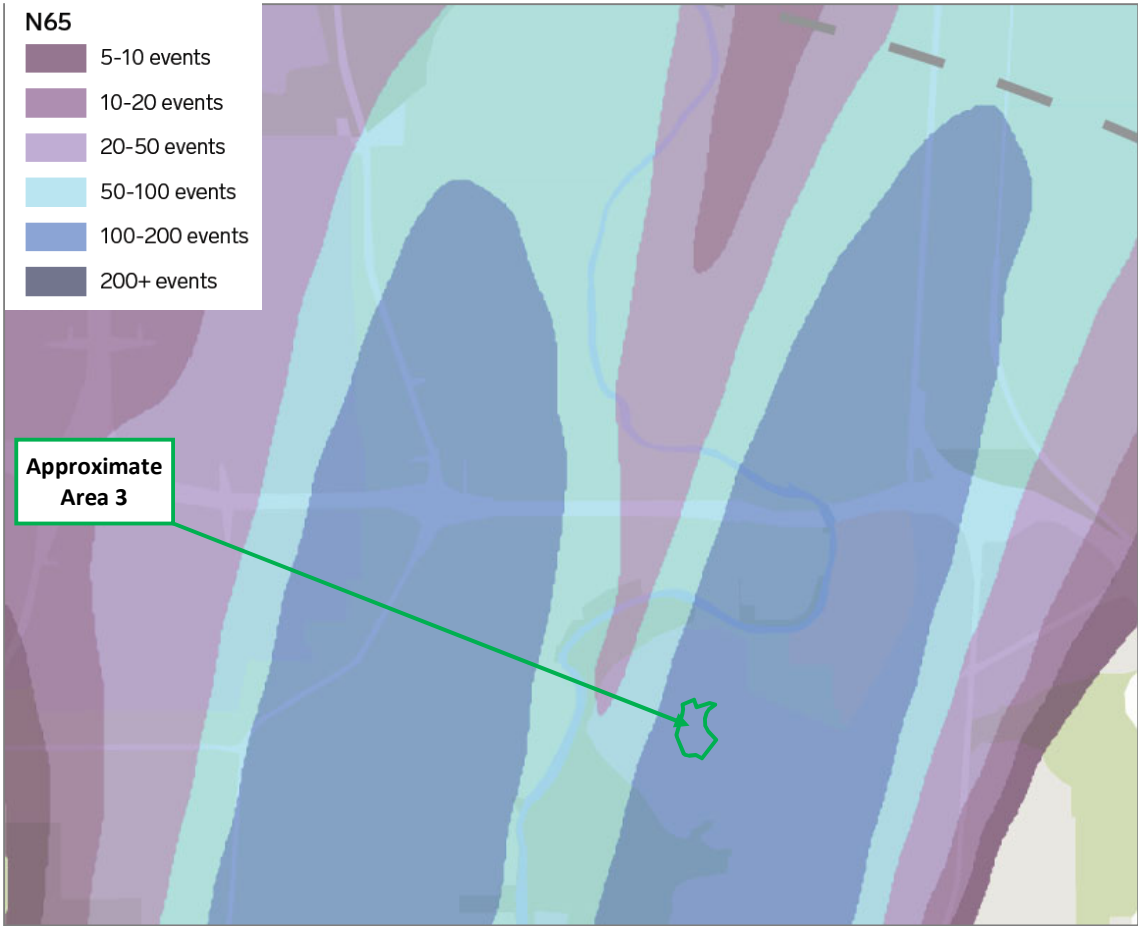 N65
5-10 events
10-20 events
20-50 events
50-100 events
100-200 events
200+ events
Approximate
Area 3